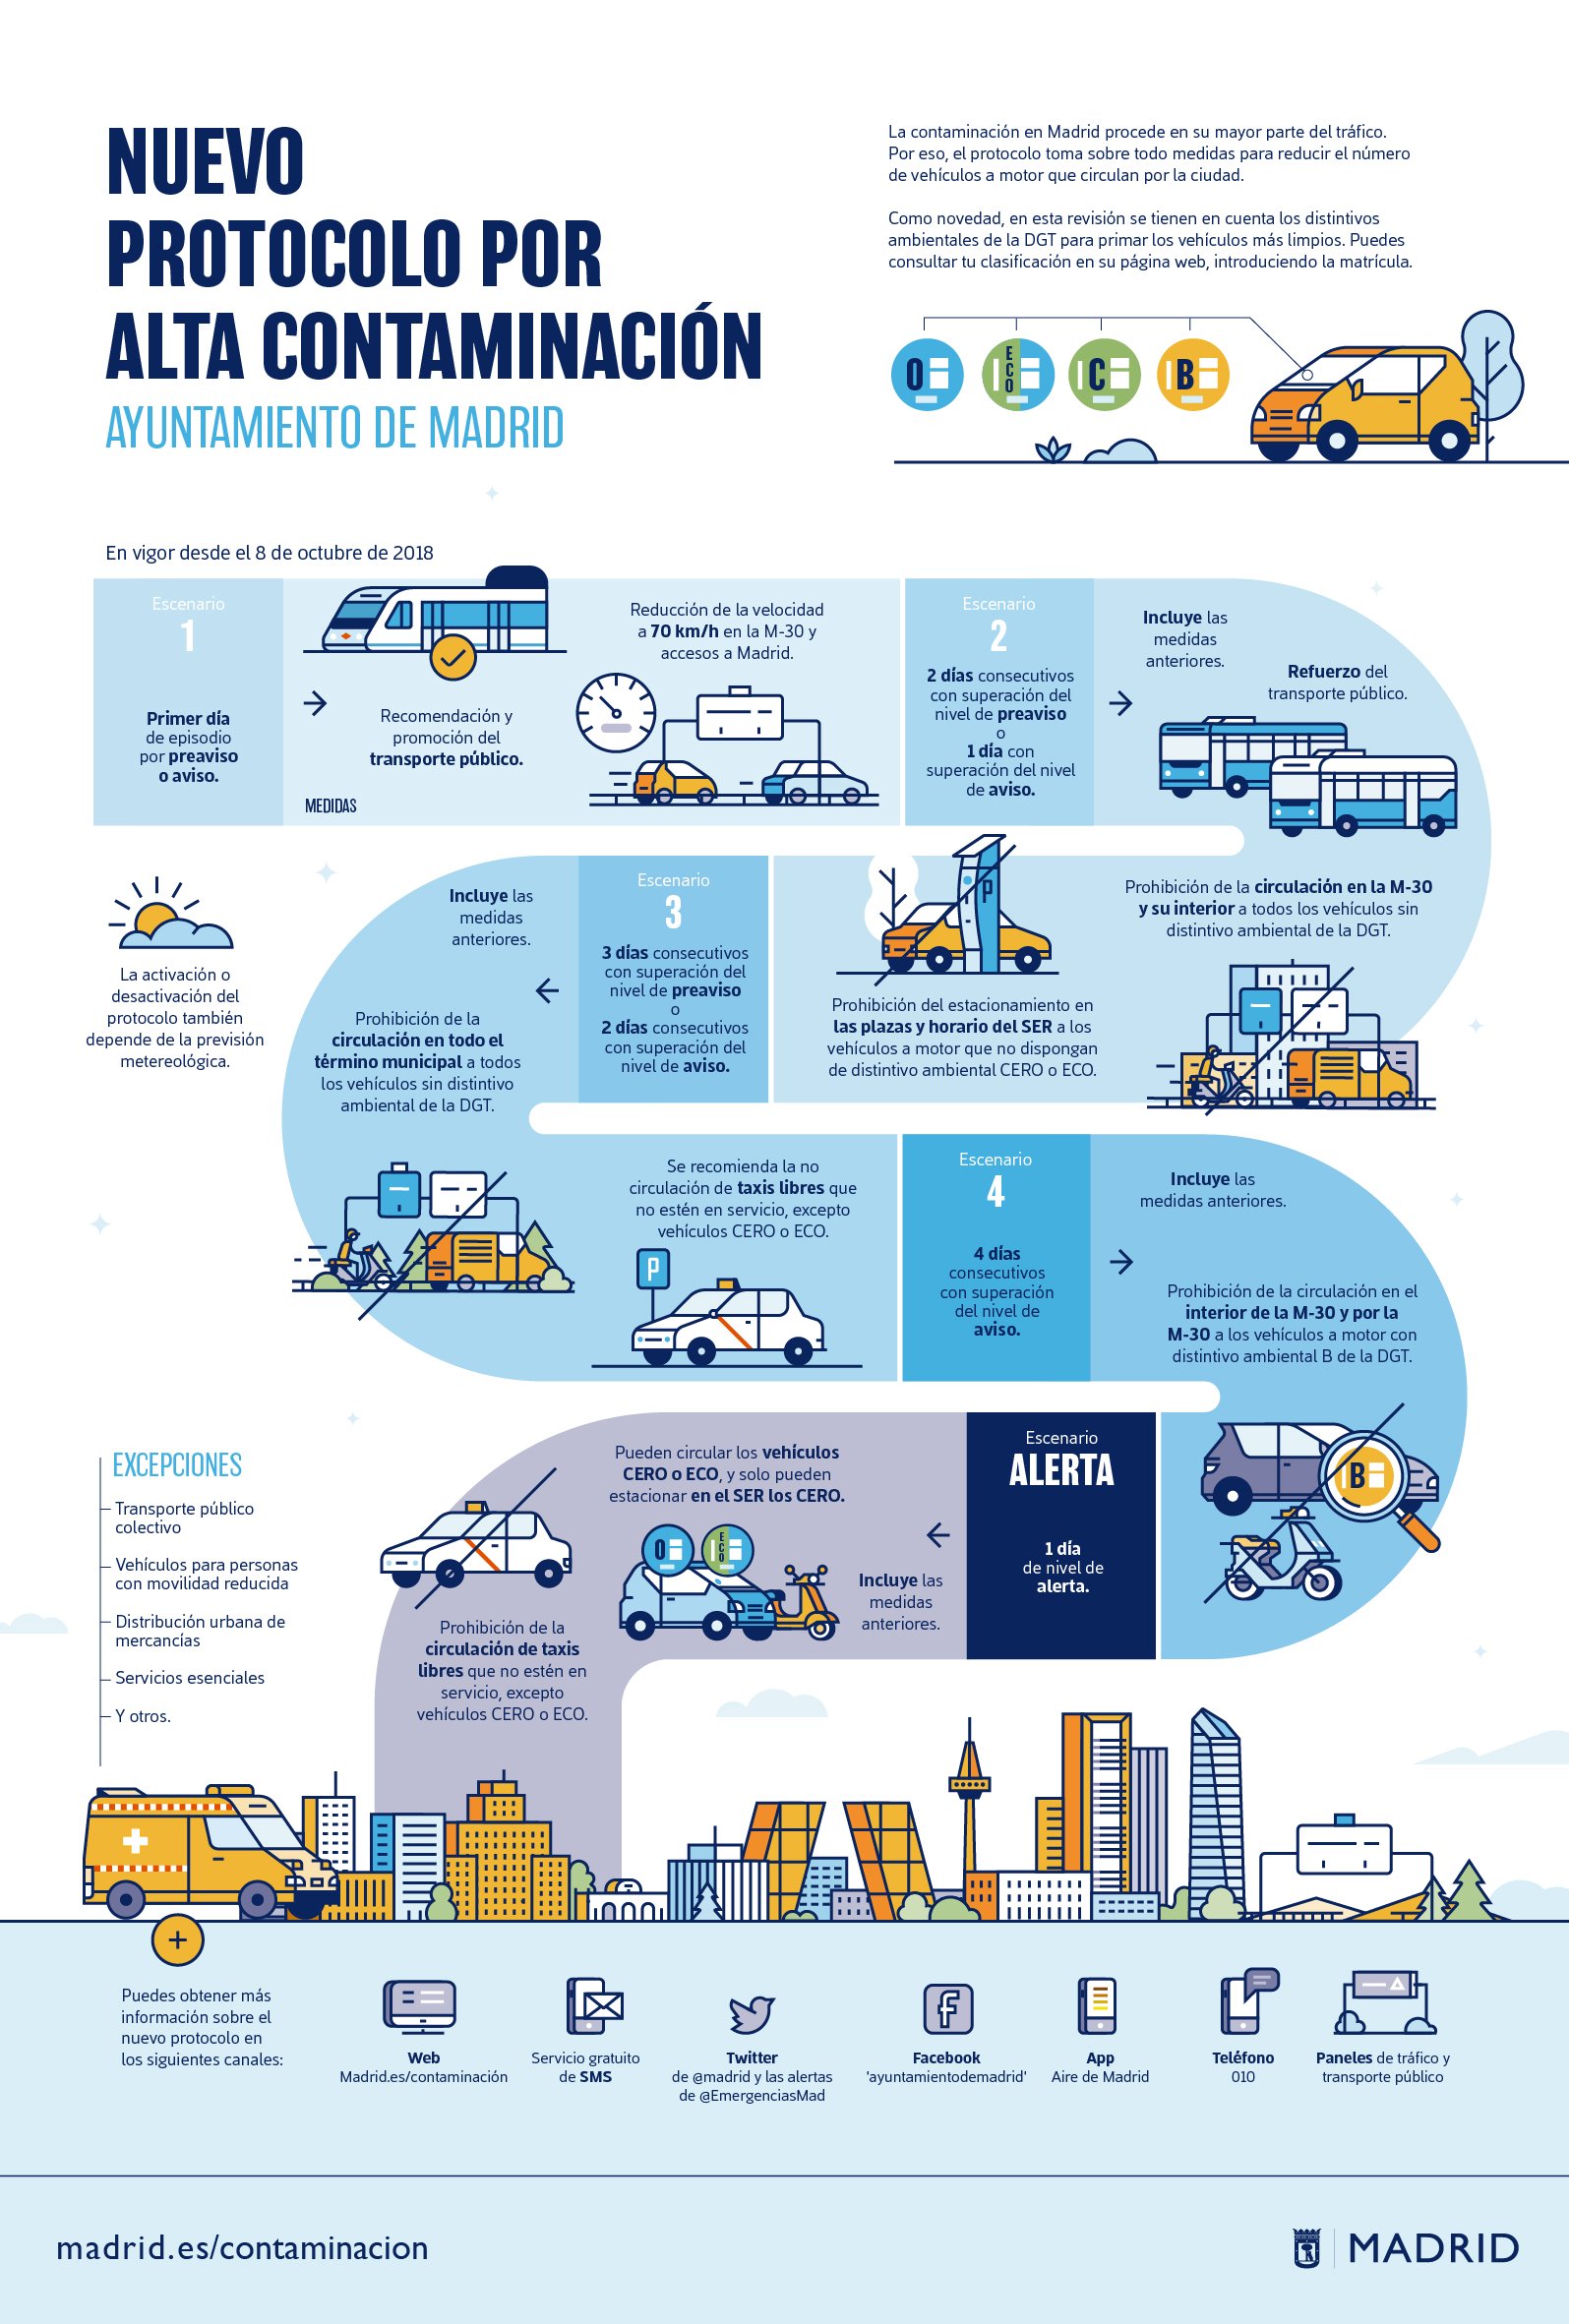 NUEVO
PROTOCOLO POR
ALTA CONTAMINACIÓN
AYUNTAMIENTO DE MADRID
La contaminación en Madrid procede en su mayor parte del tráfico.
Por eso, el protocolo toma sobre todo medidas para reducir el número
de vehículos a motor que circulan por la ciudad.
Como novedad, en esta revisión se tienen en cuenta los distintivos
ambientales de la DGT para primar los vehículos más limpios. Puedes
consultar tu clasificación en su página web, introduciendo la matrícula.
0
ECO
C
B
En vigor desde el 8 de octubre de 2018
Escenario
1
Primer día
de episodio
por preaviso
o aviso.
MEDIDAS
Recomendación y
promoción del
transporte público.
Reducción de la velocidad
a 70 km/h en la M-30 y
accesos a Madrid.
Escenario
2
2 días consecutivos
con superación del
nivel de preaviso
o
1 día con
superación del nivel
de aviso.
Incluye las
medidas
anteriores.
Refuerzo del
transporte público.
Prohibición de la circulación en la M-30
y su interior a todos los vehículos sin
distintivo ambiental de la DGT.
P
Prohibición del estacionamiento en
las plazas y horario del SER a los
vehículos a motor que no dispongan
de distintivo ambiental CERO o ECO.
Escenario
3
3 días consecutivos
con superación del
nivel de preaviso
o
2 días consecutivos
con superación del
nivel de aviso.
Incluye las
medidas
anteriores.
Prohibición de la
circulación en todo el
término municipal a todos
los vehículos sin distintivo
ambiental de la DGT.
La activación o
desactivación del
protocolo también
depende de la previsión
metereológica.
Se recomienda la no
circulación de taxis libres que
no estén en servicio, excepto
vehículos CERO o ECO.
P
Escenario
4
4 días
consecutivos
con superación
del nivel de
aviso.
Incluye las
medidas anteriores.
Prohibición de la circulación en el
interior de la M-30 y por la
M-30 a los vehículos a motor con
distintivo ambiental B de la DGT.
B
Escenario
ALERTA
1 día
de nivel de
alerta.
Incluye las
medidas
anteriores.
Pueden circular los vehículos
CERO o ECO, y solo pueden
estacionar en el SER los CERO.
0
ECO
Prohibición de la
circulación de taxis
libres que no estén en
servicio, excepto
vehículos CERO o ECO.
EXCEPCIONES
Transporte público
colectivo
Vehículos para personas
con movilidad reducida
Distribución urbana de
mercancías
Servicios esenciales
Y otros.
Puedes obtener más
información sobre el
nuevo protocolo en
los siguientes canales:
Web
Madrid.es/contaminación
Servicio gratuito
de SMS
Twitter
de @madrid y las alertas
de @EmergenciasMad
Facebook
'ayuntamientodemadrid'
App
Aire de Madrid
Teléfono
010
Paneles de tráfico y
transporte público
madrid.es/contaminacion
MADRID